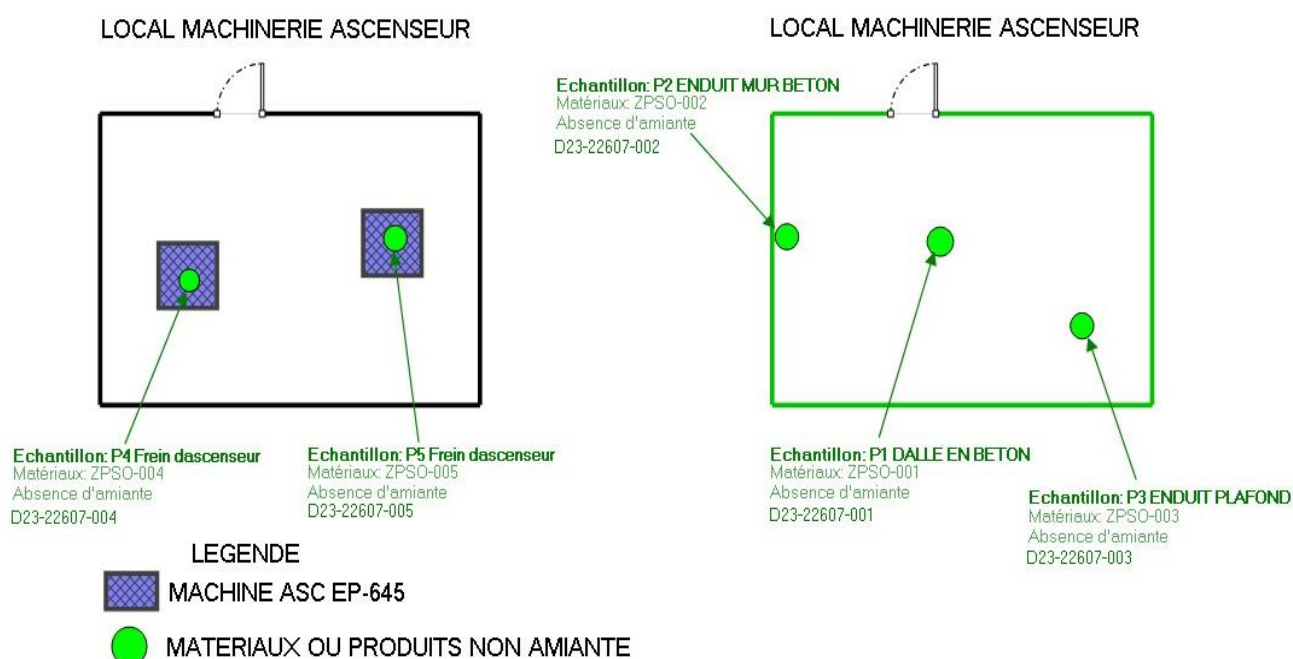 LOCAL MACHINERIE ASCENSEUR
Echantillon: P4 Frein dascenseur
Matériaux: ZPSO-004
Absence d'amiante
D23-22607-004
Echantillon: P5 Frein dascenseur
Matériaux: ZPSO-005
Absence d'amiante
D23-22607-005
LOCAL MACHINERIE ASCENSEUR
Echantillon: P2 ENDUIT MUR BETON
Matériaux: ZPSO-002
Absence d'amiante
D23-22607-002
Echantillon: P1 DALLE EN BETON
Matériaux: ZPSO-001
Absence d'amiante
D23-22607-001
Echantillon: P3 ENDUIT PLAFOND
Matériaux: ZPSO-003
Absence d'amiante
D23-22607-003
LEGENDE
MACHINE ASC EP-645
MATERIAUX OU PRODUITS NON AMIANTE